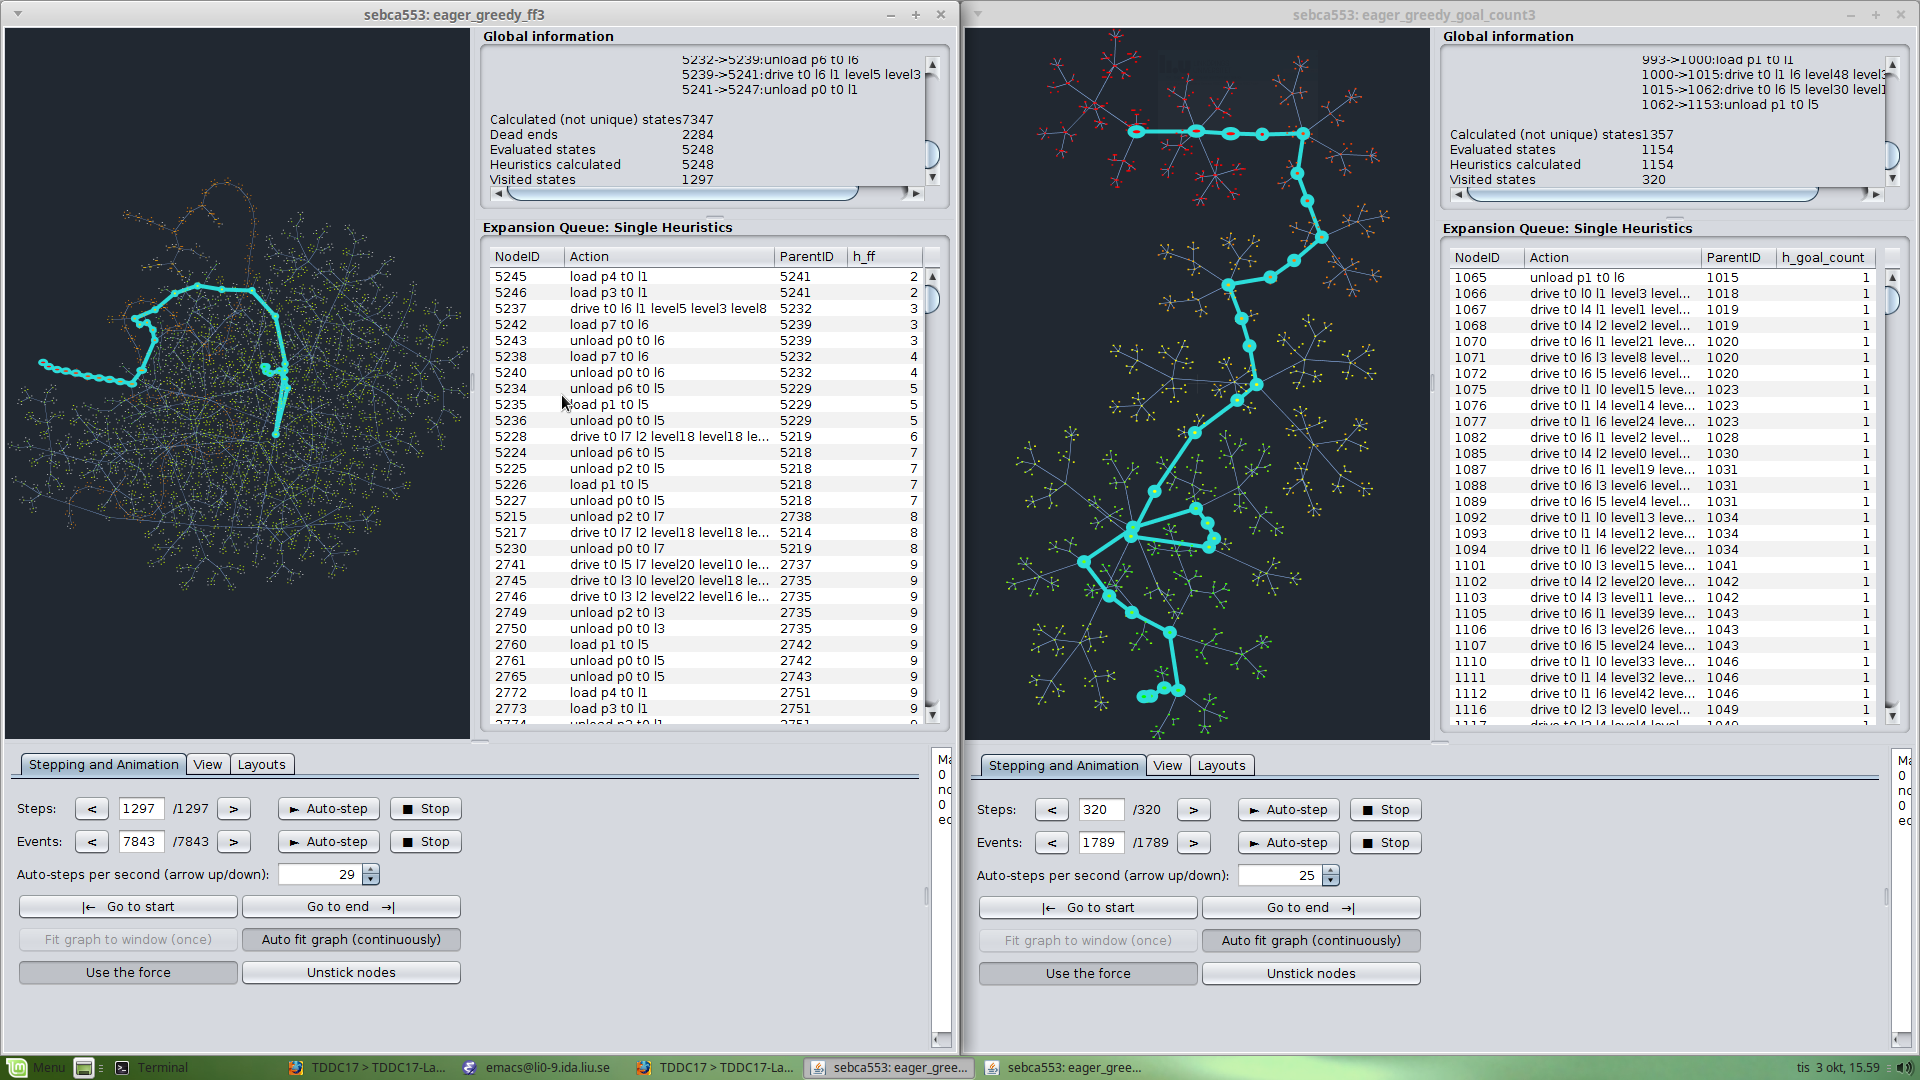 sebca553: eager_greedy_ff3
Global information
5232->5239:unload p6 t0 l6
5239->5241:drive t0 l6 l1 level5 level3
5241->5247:unload p0 t0 l1
Calculated (not unique) states7347
Dead ends 2284
Evaluated states 5248
Heuristics calculated 5248
Visited states 1297
Expansion Queue: Single Heuristics
NodeID Action ParentID h_ff
5245 load p4 t0 l1 5241 2
5246 load p3 t0 l1 5241 2
5237 drive t0 l6 l1 level5 level3 level8 5232 3
5242 load p7 t0 l6 5239 3
5243 unload p0 t0 l6 5239 3
5238 load p7 t0 l6 5232 4
5240 unload p0 t0 l6 5232 4
5234 unload p6 t0 l5 5229 5
5235 load p1 t0 l5 5229 5
5236 unload p0 t0 l5 5229 5
5228 drive t0 l7 l2 level18 level18 le... 5219 6
5224 unload p6 t0 l5 5218 7
5225 unload p2 t0 l5 5218 7
5226 load p1 t0 l5 5218 7
5227 unload p0 t0 l5 5218 7
5215 unload p2 t0 l7 2738 8
5217 drive t0 l7 l2 level18 level18 le... 5214 8
5230 unload p0 t0 l7 5219 8
2741 drive t0 l5 l7 level20 level10 le... 2737 9
2745 drive t0 l3 l0 level20 level18 le... 2735 9
2746 drive t0 l3 l2 level22 level16 le... 2735 9
2749 unload p2 t0 l3 2735 9
2750 unload p0 t0 l3 2735 9
2760 load p1 t0 l5 2742 9
2761 unload p0 t0 l5 2742 9
2765 unload p0 t0 l5 2743 9
2772 load p4 t0 l1 2751 9
2773 load p3 t0 l1 2751 9
2774 unload p2 t0 l1 2751 9
Stepping and Animation View Layouts
Steps: < 1297 /1297 > ► Auto-step ■ Stop
Events: < 7843 /7843 > ► Auto-step ■ Stop
Auto-steps per second (arrow up/down): 29
|← Go to start Go to end →|
Fit graph to window (once) Auto fit graph (continuously)
Use the force Unstick nodes
Ma
0
no
0
ed
sebca553: eager_greedy_goal_count3
Global information
993->1000:load p1 t0 l1
1000->1015:drive t0 l1 l6 level48 level3
1015->1062:drive t0 l6 l5 level30 level1
1062->1153:unload p1 t0 l5
Calculated (not unique) states1357
Evaluated states 1154
Heuristics calculated 1154
Visited states 320
Expansion Queue: Single Heuristics
NodeID Action ParentID h_goal_count
1065 unload p1 t0 l6 1015 1
1066 drive t0 l0 l1 level3 level... 1018 1
1067 drive t0 l4 l1 level1 level... 1019 1
1068 drive t0 l4 l2 level2 level... 1019 1
1070 drive t0 l6 l1 level21 leve... 1020 1
1071 drive t0 l6 l3 level8 level... 1020 1
1072 drive t0 l6 l5 level6 level... 1020 1
1075 drive t0 l1 l0 level15 leve... 1023 1
1076 drive t0 l1 l4 level14 leve... 1023 1
1077 drive t0 l1 l6 level24 leve... 1023 1
1082 drive t0 l6 l1 level2 level... 1028 1
1085 drive t0 l4 l2 level0 level... 1030 1
1087 drive t0 l6 l1 level19 leve... 1031 1
1088 drive t0 l6 l3 level6 level... 1031 1
1089 drive t0 l6 l5 level4 level... 1031 1
1092 drive t0 l1 l0 level13 leve... 1034 1
1093 drive t0 l1 l4 level12 leve... 1034 1
1094 drive t0 l1 l6 level22 leve... 1034 1
1101 drive t0 l0 l3 level15 leve... 1041 1
1102 drive t0 l4 l2 level20 leve... 1042 1
1103 drive t0 l4 l3 level11 leve... 1042 1
1105 drive t0 l6 l1 level39 leve... 1043 1
1106 drive t0 l6 l3 level26 leve... 1043 1
1107 drive t0 l6 l5 level24 leve... 1043 1
1110 drive t0 l1 l0 level33 leve... 1046 1
1111 drive t0 l1 l4 level32 leve... 1046 1
1112 drive t0 l1 l6 level42 leve... 1046 1
1116 drive t0 l2 l3 level0 level... 1049 1
1117 drive t0 l2 l4 level4 level... 1049 1
Stepping and Animation View Layouts
Steps: < 320 /320 > ► Auto-step ■ Stop
Events: < 1789 /1789 > ► Auto-step ■ Stop
Auto-steps per second (arrow up/down): 25
|← Go to start Go to end →|
Fit graph to window (once) Auto fit graph (continuously)
Use the force Unstick nodes
Ma
0
no
0
ed
Menu Terminal TDDC17 > TDDC17-La... emacs@li0-9.ida.liu.se TDDC17 > TDDC17-La... sebca553: eager_gree... sebca553: eager_gree... tis 3 okt, 15.59